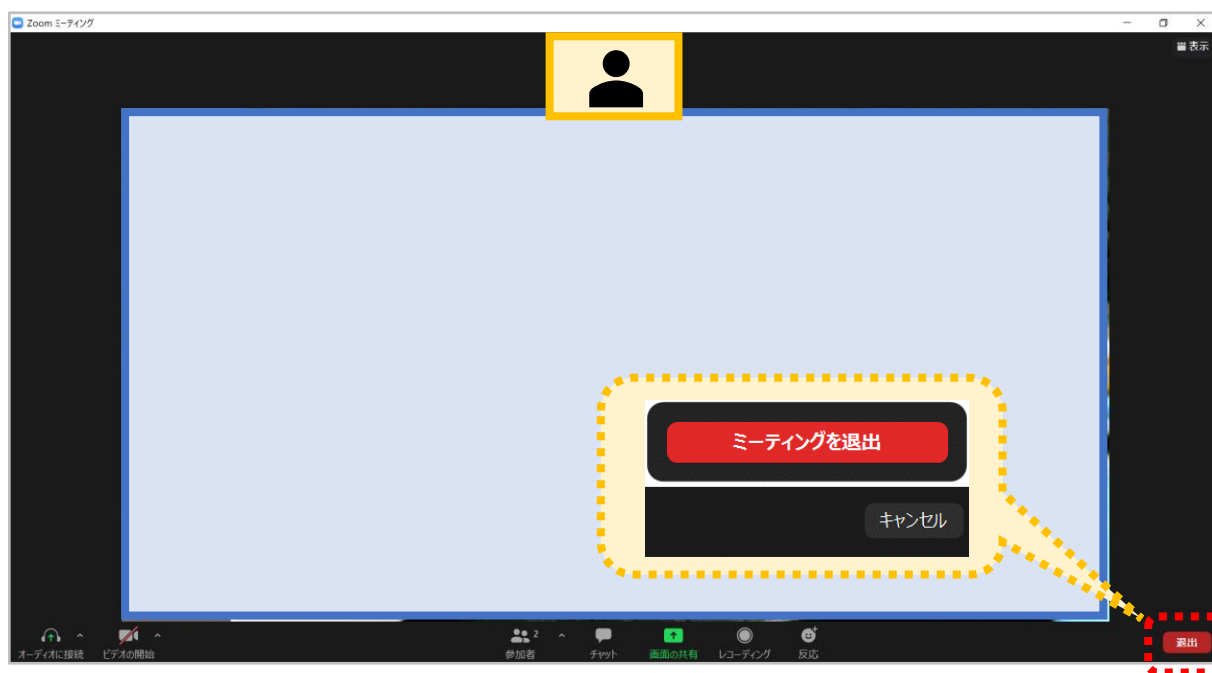 Zoom ミーティング
表示
ミーティングを退出
キャンセル
オーディオに接続 ビデオの開始 参加者 2 チャット 画面の共有 レコーディング 反応 退出